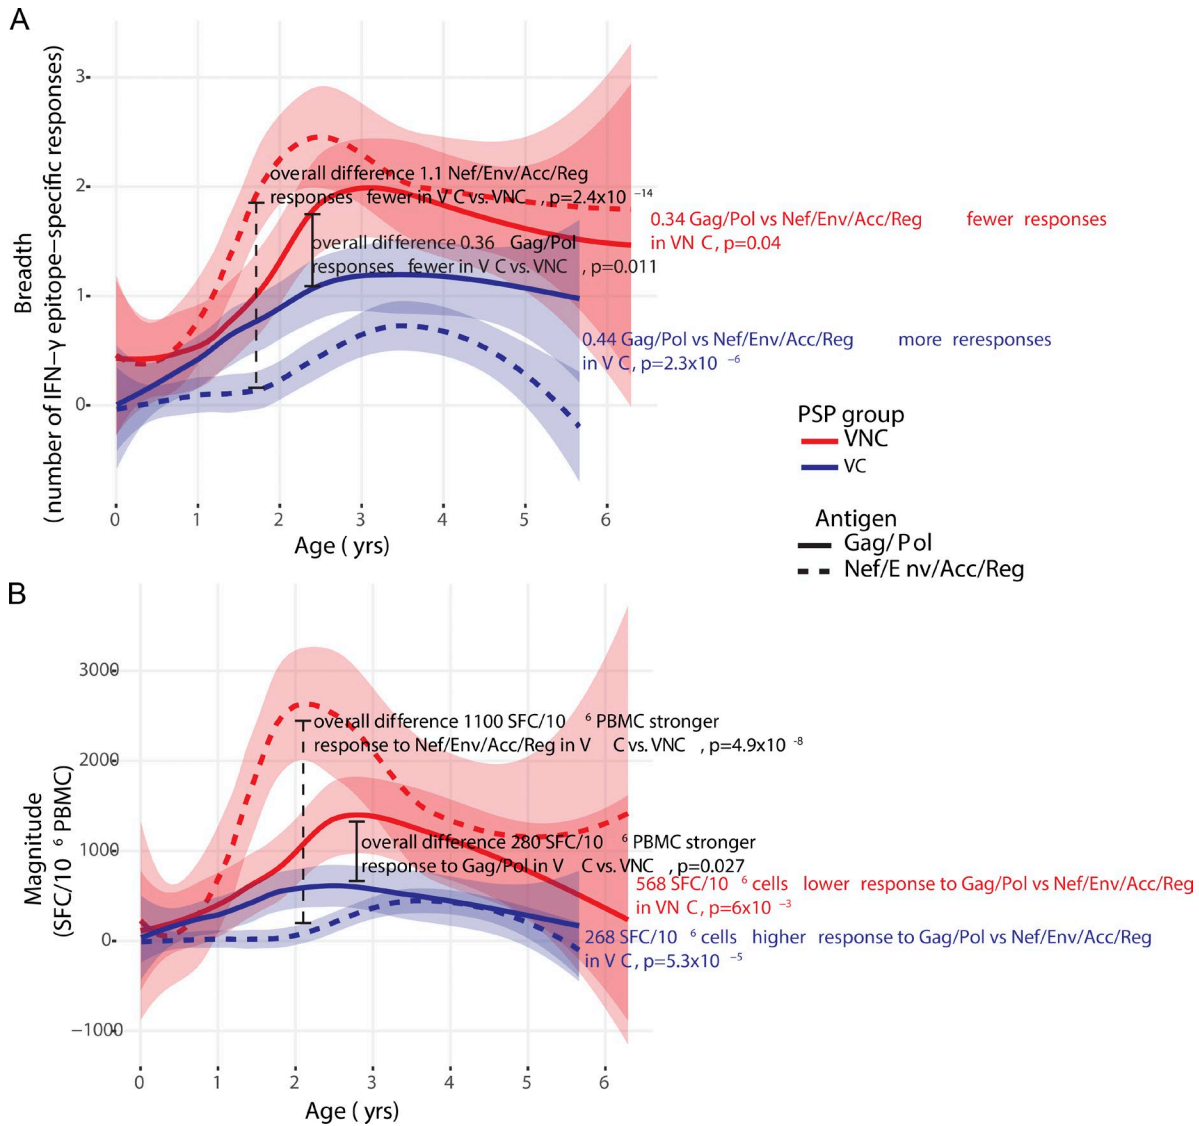 A
Breadth
(number of IFN−γ epitope−specific responses)
3
2
1
0
overall difference 1.1 Nef/Env/Acc/Reg
responses fewer in V C vs. VNC , p=2.4x10 −14
overall difference 0.36 Gag/Pol
responses fewer in V C vs. VNC , p=0.011
0.34 Gag/Pol vs Nef/Env/Acc/Reg fewer responses
in VN C, p=0.04
0.44 Gag/Pol vs Nef/Env/Acc/Reg more reresponses
in V C, p=2.3x10 −6
0 1 2 3 4 5 6
Age ( yrs)
PSP group
VNC
VC
Antigen
Gag/Pol
Nef/E nv/Acc/Reg
B
Magnitude
(SFC/10 6 PBMC)
3000
2000
1000
0
−1000
overall difference 1100 SFC/10 6 PBMC stronger
response to Nef/Env/Acc/Reg in V C vs. VNC , p=4.9x10 -8
overall difference 280 SFC/10 6 PBMC stronger
response to Gag/Pol in V C vs. VNC , p=0.027
568 SFC/10 6 cells lower response to Gag/Pol vs Nef/Env/Acc/Reg
in VN C, p=6x10 −3
268 SFC/10 6 cells higher response to Gag/Pol vs Nef/Env/Acc/Reg
in V C, p=5.3x10 −5
0 1 2 3 4 5 6
Age ( yrs)